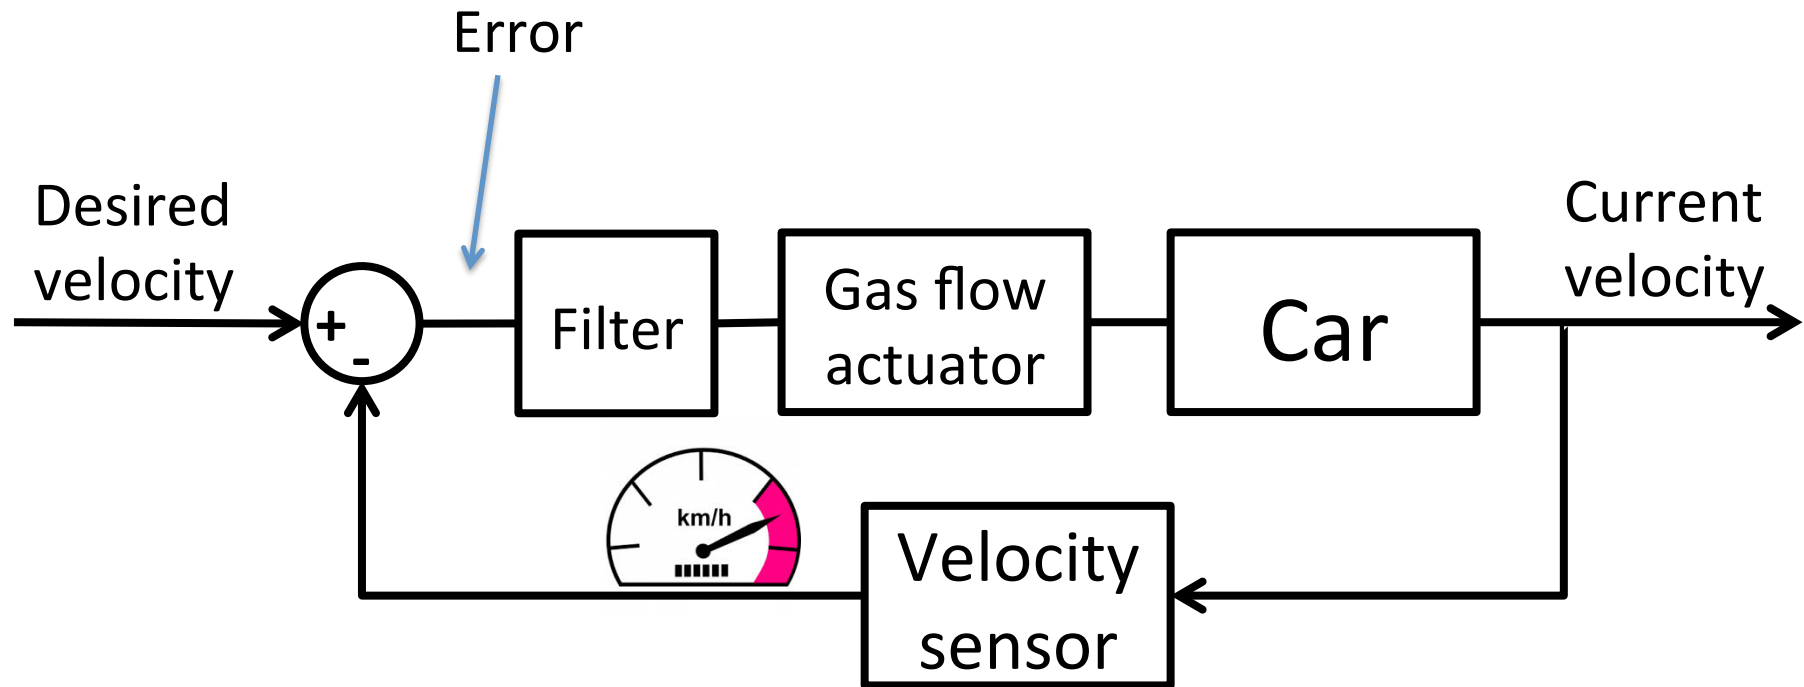 Error
Desired
velocity
+
-
Filter
Gas flow
actuator
Car
Current
velocity
km/h
Velocity
sensor